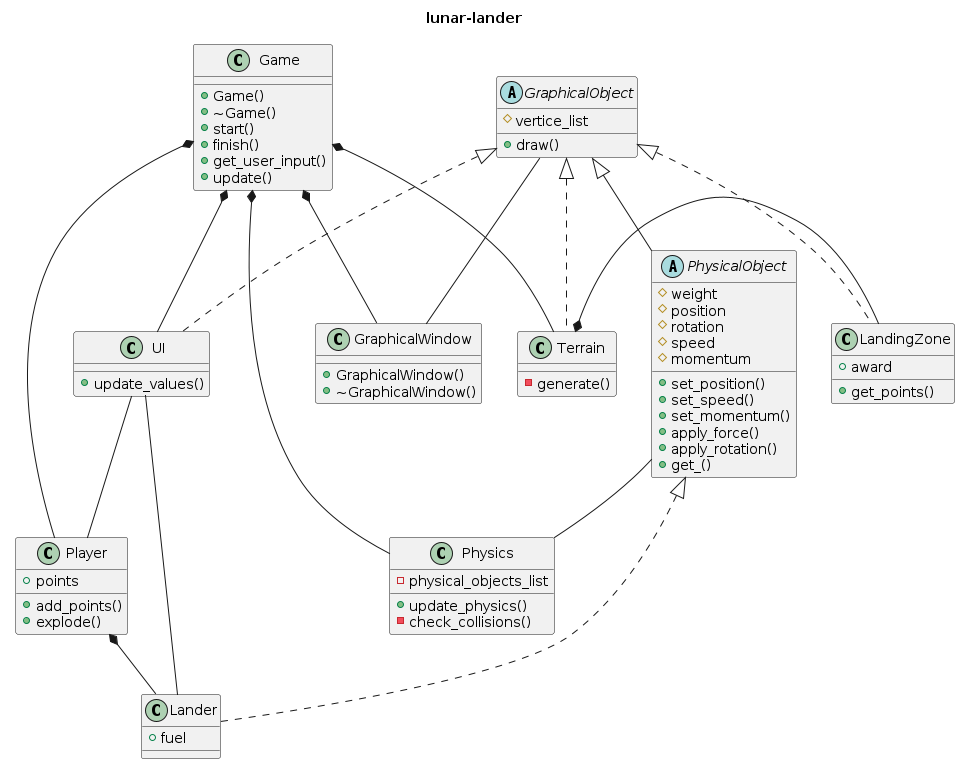 lunar-lander
C Game
Game()
~Game()
start()
finish()
get_user_input()
update()
A GraphicalObject
vertice_list
draw()
A PhysicalObject
weight
position
rotation
speed
momentum
set_position()
set_speed()
set_momentum()
apply_force()
apply_rotation()
get_()
C UI
update_values()
C GraphicalWindow
GraphicalWindow()
~GraphicalWindow()
C Terrain
generate()
C LandingZone
award
get_points()
C Player
points
add_points()
explode()
C Physics
physical_objects_list
update_physics()
check_collisions()
C Lander
fuel